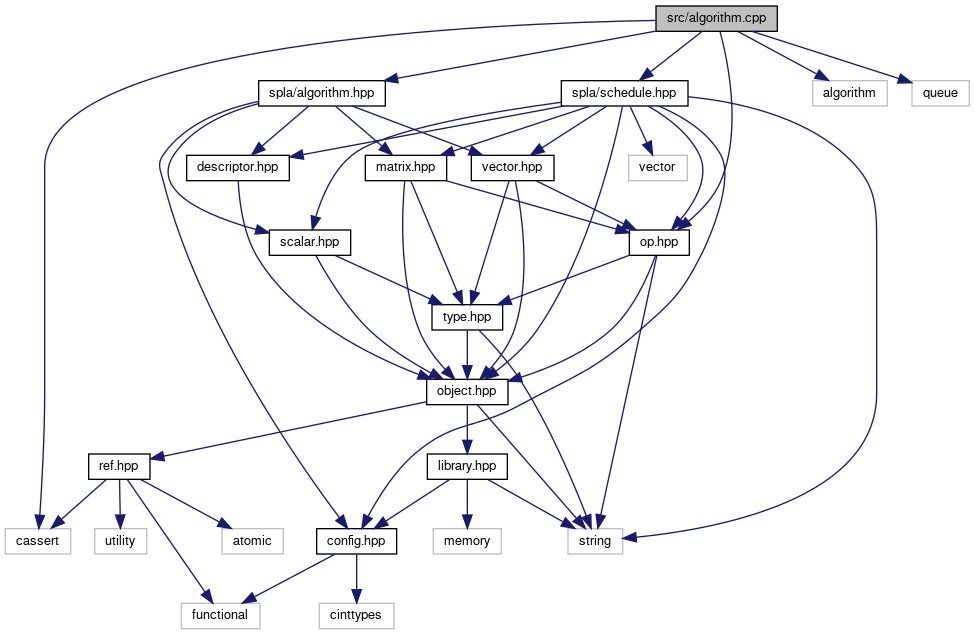 src/algorithm.cpp
spla/algorithm.hpp
spla/schedule.hpp
algorithm
queue
descriptor.hpp
matrix.hpp
vector.hpp
vector
scalar.hpp
op.hpp
type.hpp
object.hpp
ref.hpp
library.hpp
cassert
utility
atomic
config.hpp
memory
string
functional
cinttypes